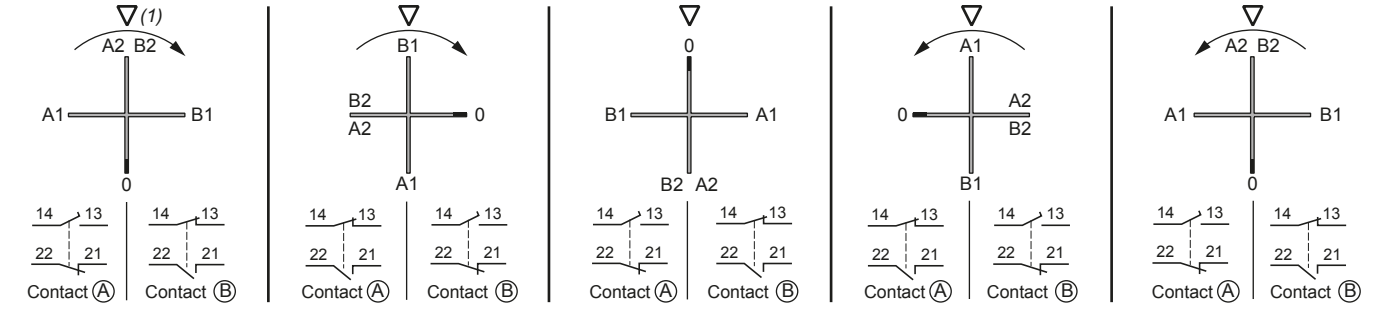 (1)
A2 B2
A1 B1
0
14 13 14 13
22 21 22 21
Contact A Contact B
B1
B2
A2 0
A1
14 13 14 13
22 21 22 21
Contact A Contact B
0
B1 A1
B2 A2
14 13 14 13
22 21 22 21
Contact A Contact B
A1
0 A2
B2
B1
14 13 14 13
22 21 22 21
Contact A Contact B
A2 B2
A1 B1
0
14 13 14 13
22 21 22 21
Contact A Contact B